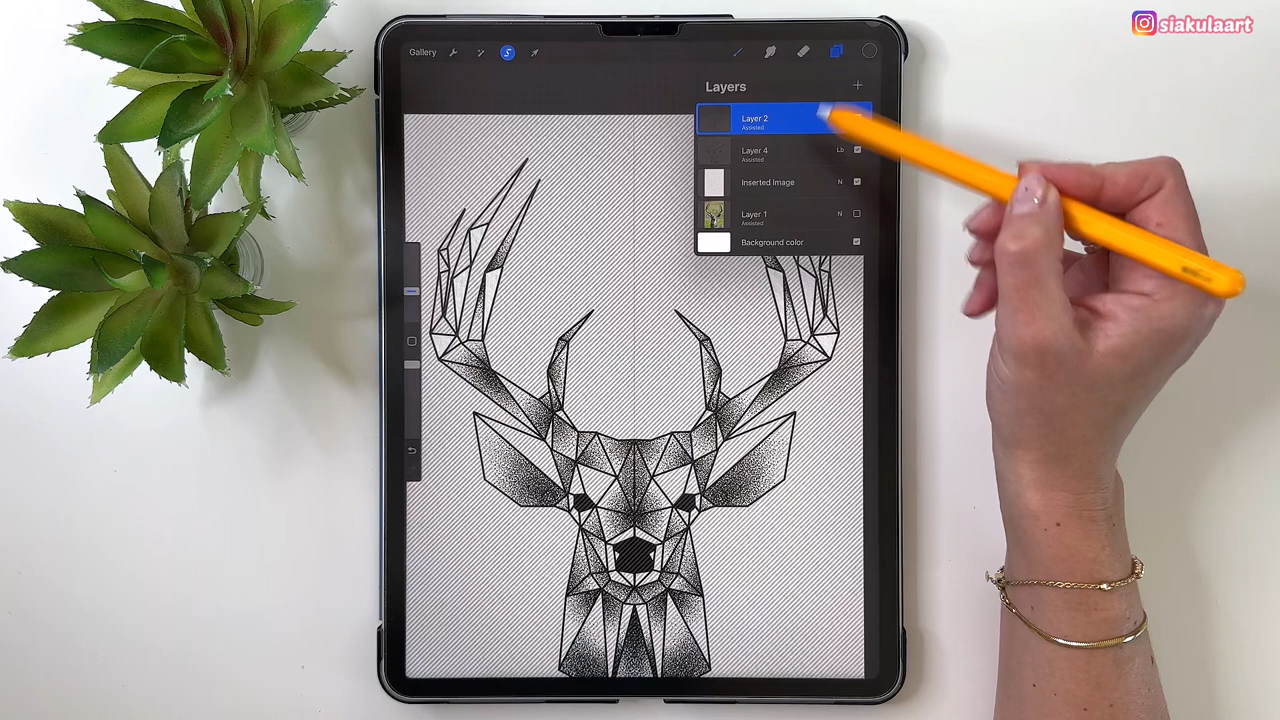 siakulaart
Gallery
Layers
Layer 2
Assisted
Layer 4
Lb
Assisted
Inserted Image
N
Layer 1
N
Assisted
Background color